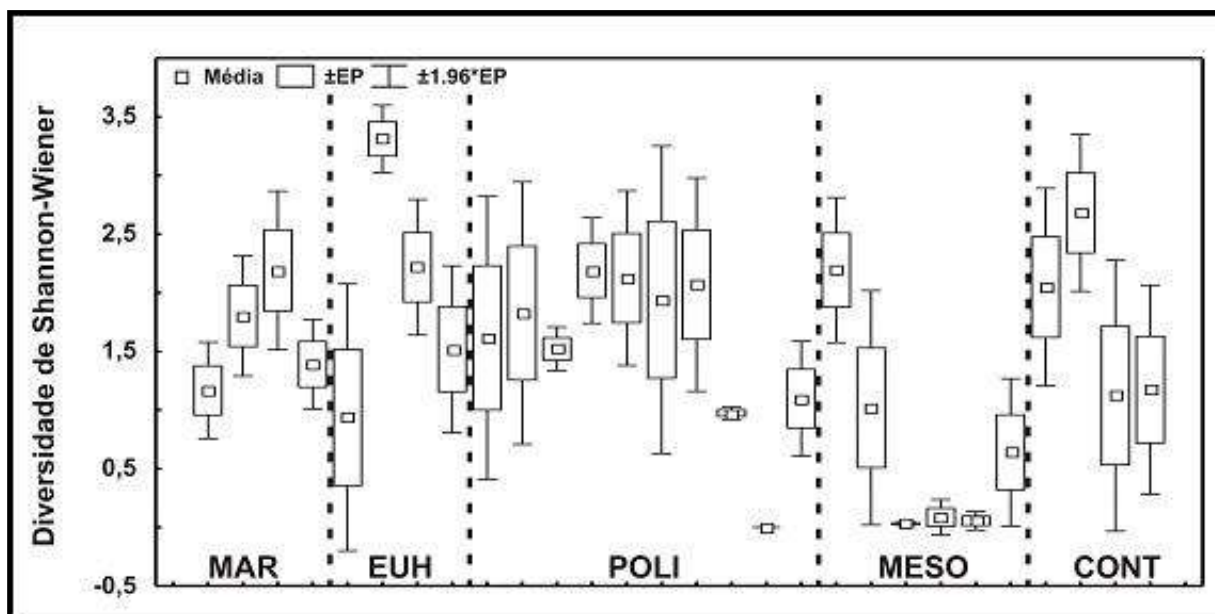 Média ±EP ±1.96*EP
Diversidade de Shannon-Wiener
3,5
2,5
1,5
0,5
-0,5
MAR EUH POLI MESO CONT